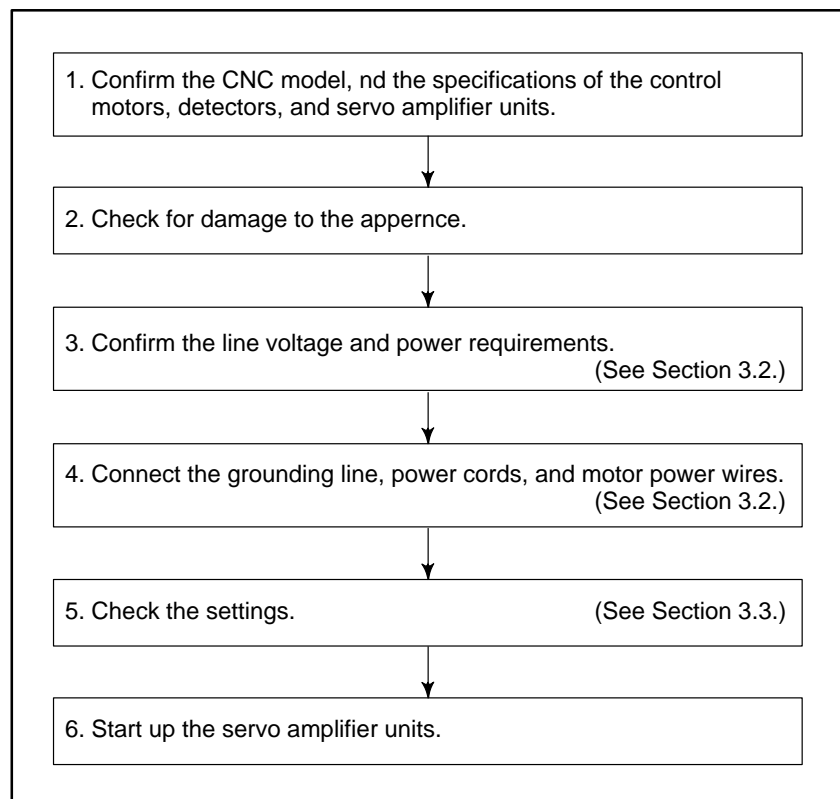 1. Confirm the CNC model, nd the specifications of the control
motors, detectors, and servo amplifier units.
2. Check for damage to the appernce.
3. Confirm the line voltage and power requirements.
(See Section 3.2.)
4. Connect the grounding line, power cords, and motor power wires.
(See Section 3.2.)
5. Check the settings. (See Section 3.3.)
6. Start up the servo amplifier units.